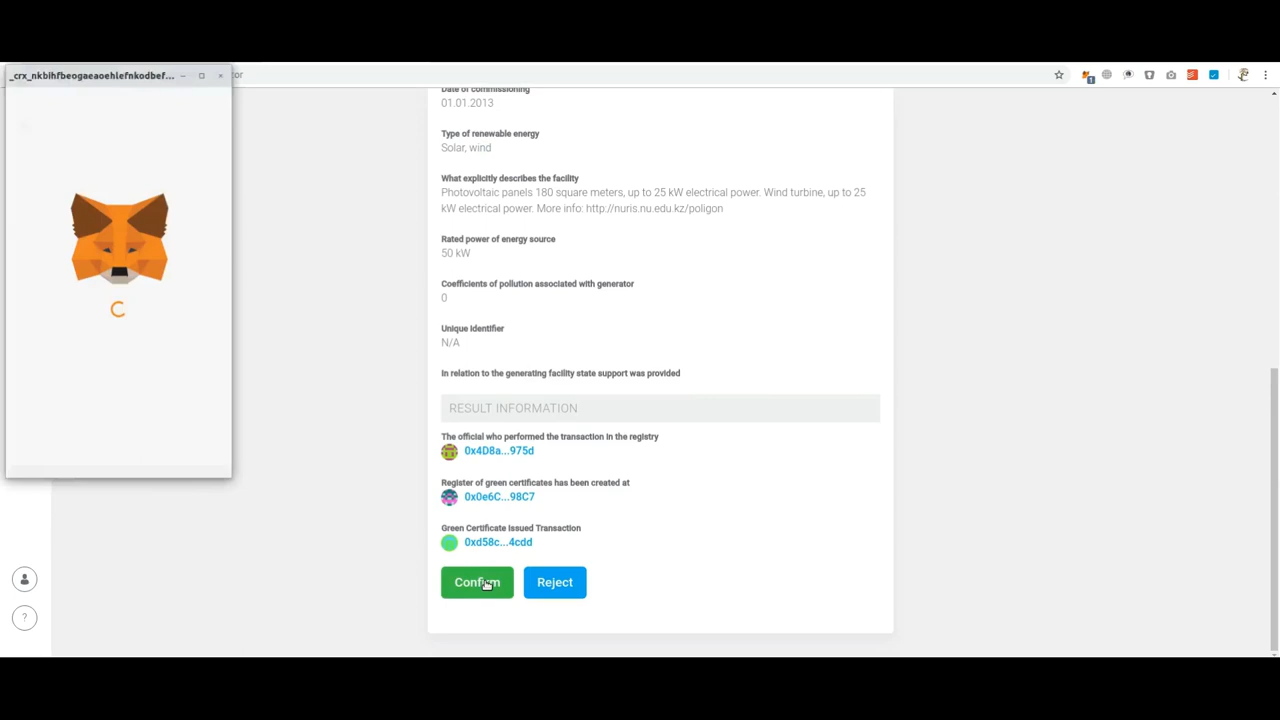 _crx_nkbihfbeogaeaoehlefnkodbef...
tor
Date of commissioning
01.01.2013
Type of renewable energy
Solar, wind
What explicitly describes the facility
Photovoltaic panels 180 square meters, up to 25 kW electrical power. Wind turbine, up to 25
kW electrical power. More info: http://nuris.nu.edu.kz/poligon
Rated power of energy source
50 kW
Coefficients of pollution associated with generator
0
Unique identifier
N/A
In relation to the generating facility state support was provided
RESULT INFORMATION
The official who performed the transaction in the registry
0x4D8a...975d
Register of green certificates has been created at
0x0e6C...98C7
Green Certificate Issued Transaction
0xd58c...4cdd
Confirm
Reject
?
1